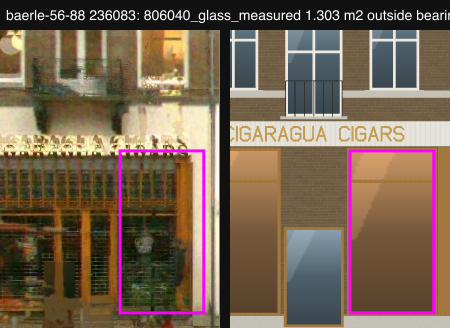 baerle-56-88 236083: 806040_glass_measured 1.303 m2 outside bearin
CIGARAGUA CIGARS